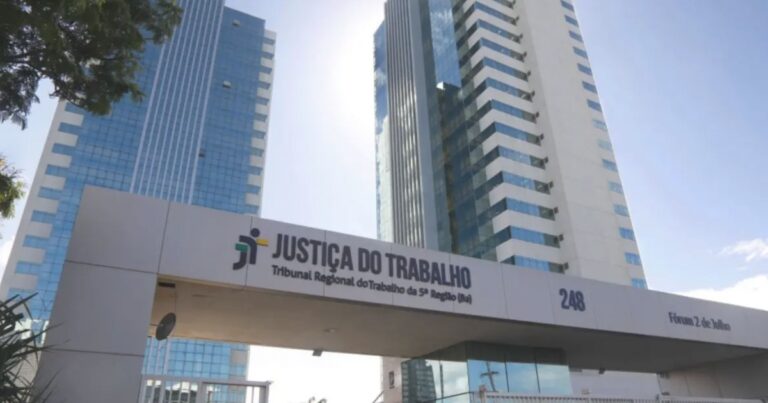 JUSTIÇA DO TRABALHO
Tribunal Regional do Trabalho da 5ª Região (Ba)
248
Fórum 2 de Julho